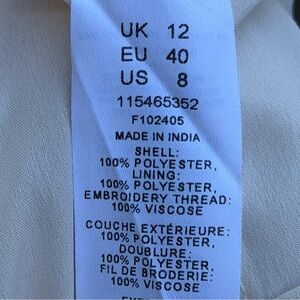 UK 12
EU 40
US 8
115465352
F102405
MADE IN INDIA
SHELL:
100% POLYESTER,
LINING:
100% POLYESTER,
EMBROIDERY THREAD:
100% VISCOSE
COUCHE EXTÉRIEURE:
100% POLYESTER,
DOUBLURE:
100% POLYESTER,
FIL DE BRODERIE:
100% VISCOSE